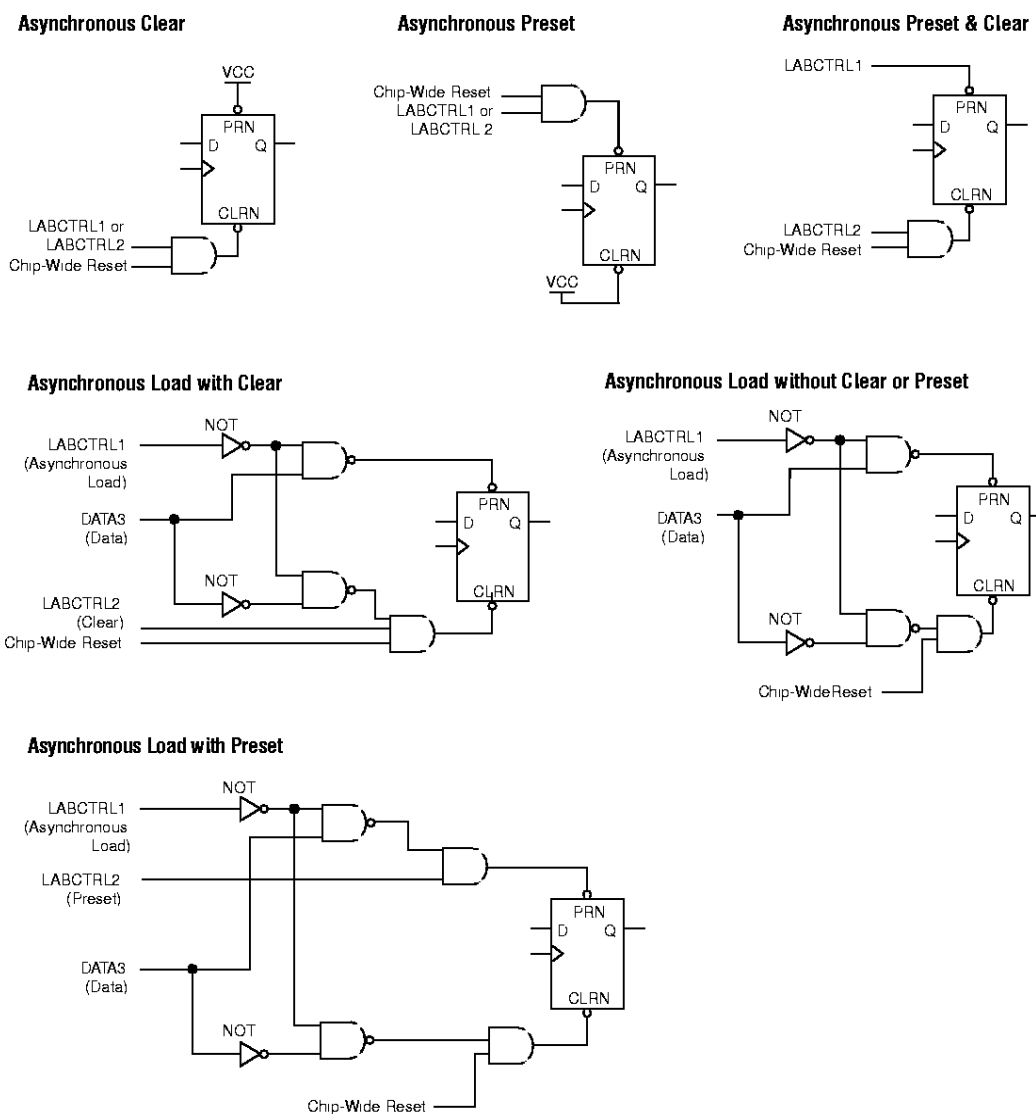 Asynchronous Clear
VCC
PRN
D
Q
CLRN
LABCTRL1 or
LABCTRL2
Chip-Wide Reset
Asynchronous Preset
Chip-Wide Reset
LABCTRL1 or
LABCTRL 2
PRN
D
Q
CLRN
VCC
Asynchronous Preset & Clear
LABCTRL1
PRN
D
Q
CLRN
LABCTRL2
Chip-Wide Reset
Asynchronous Load with Clear
NOT
LABCTRL1
(Asynchronous
Load)
PRN
D
Q
DATA3
(Data)
NOT
CLRN
LABCTRL2
(Clear)
Chip-Wide Reset
Asynchronous Load without Clear or Preset
NOT
LABCTRL1
(Asynchronous
Load)
PRN
D
Q
DATA3
(Data)
CLRN
NOT
Chip-WideReset
Asynchronous Load with Preset
NOT
LABCTRL1
(Asynchronous
Load)
LABCTRL2
(Preset)
PRN
D
Q
DATA3
(Data)
CLRN
NOT
Chip-Wide Reset